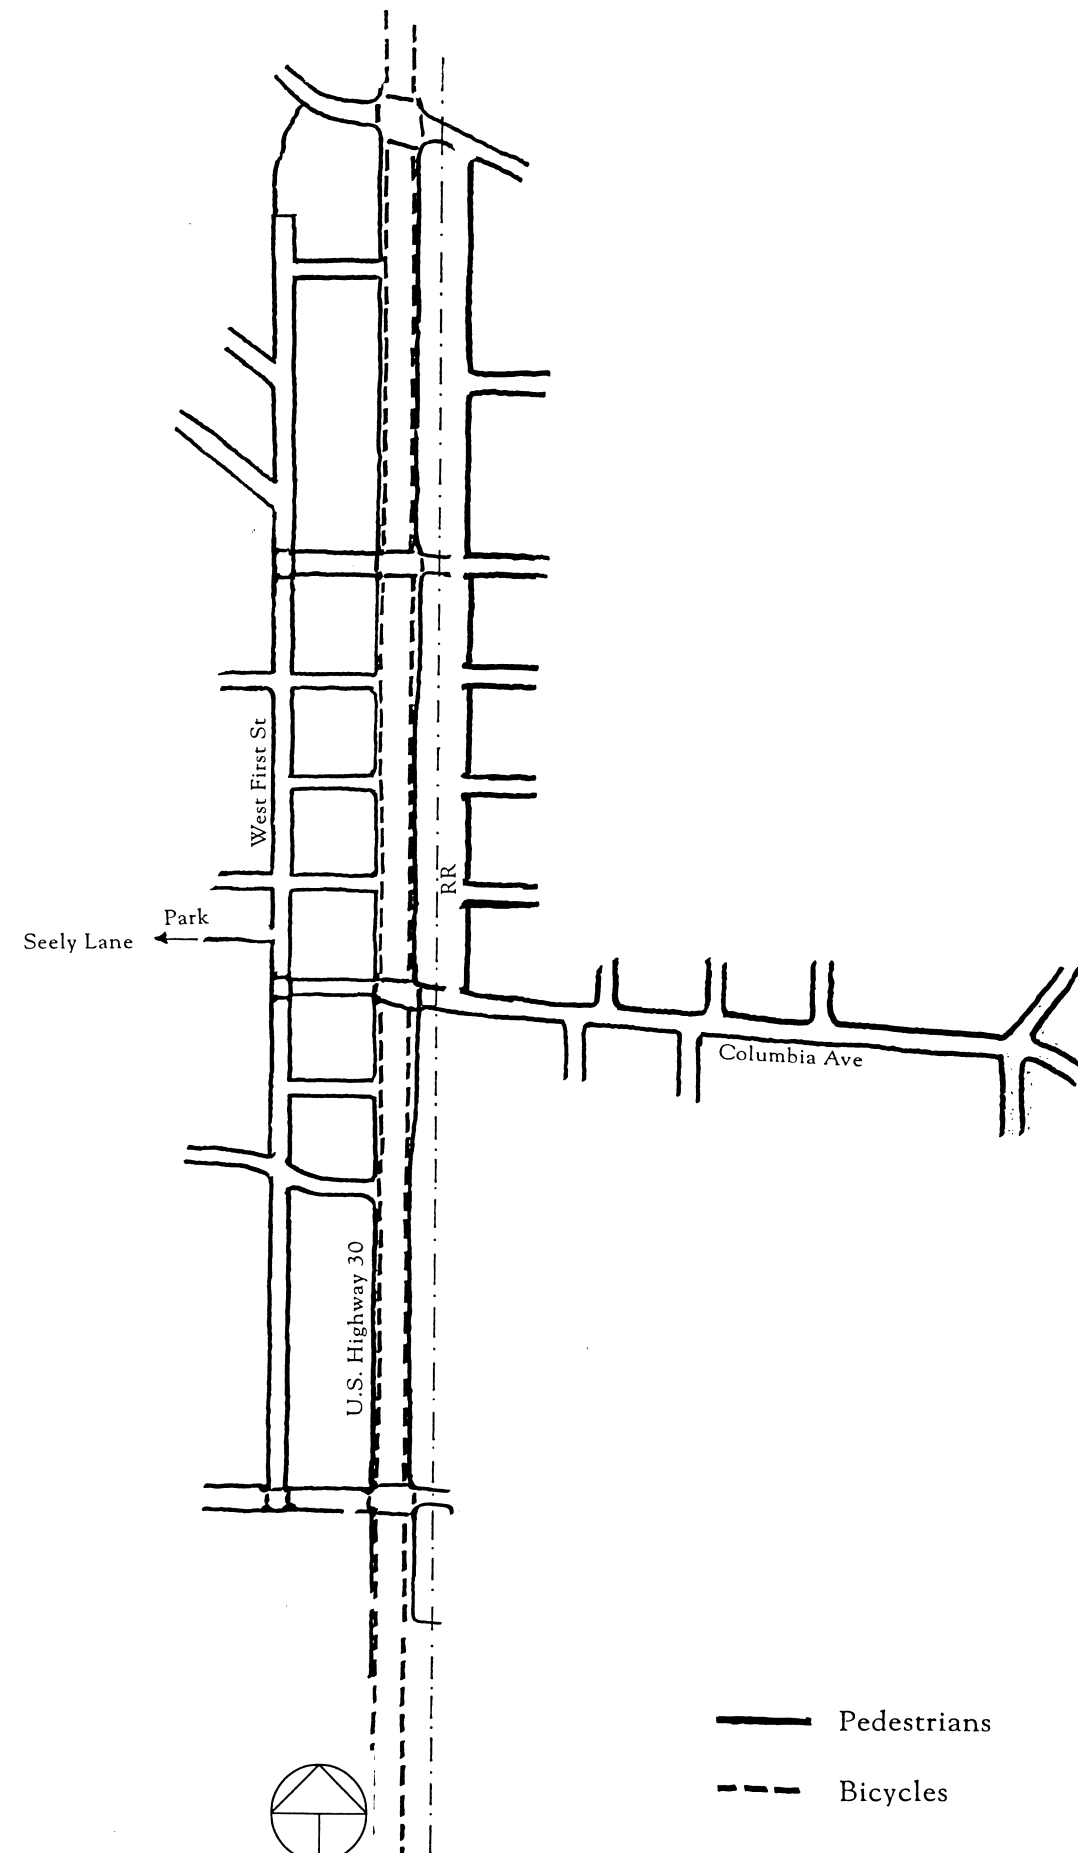 West First St
RR
Park
Seely Lane
Columbia Ave
U.S. Highway 30
Pedestrians
Bicycles